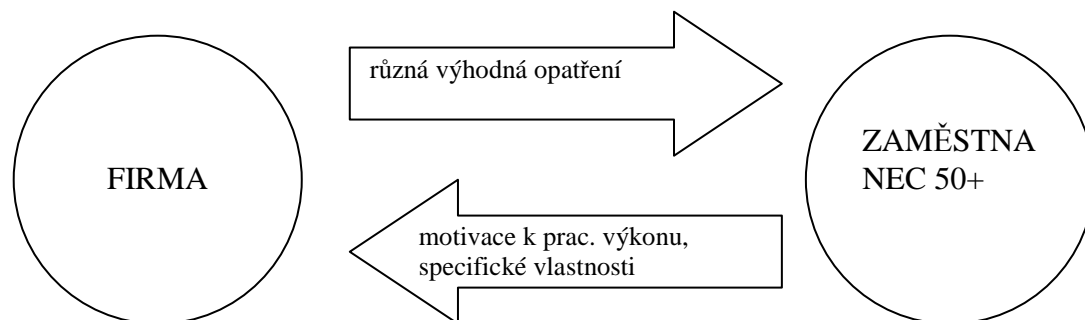 různá výhodná opatření
FIRMA
ZAMĚSTNA
NEC 50+
motivace k prac. výkonu,
specifické vlastnosti